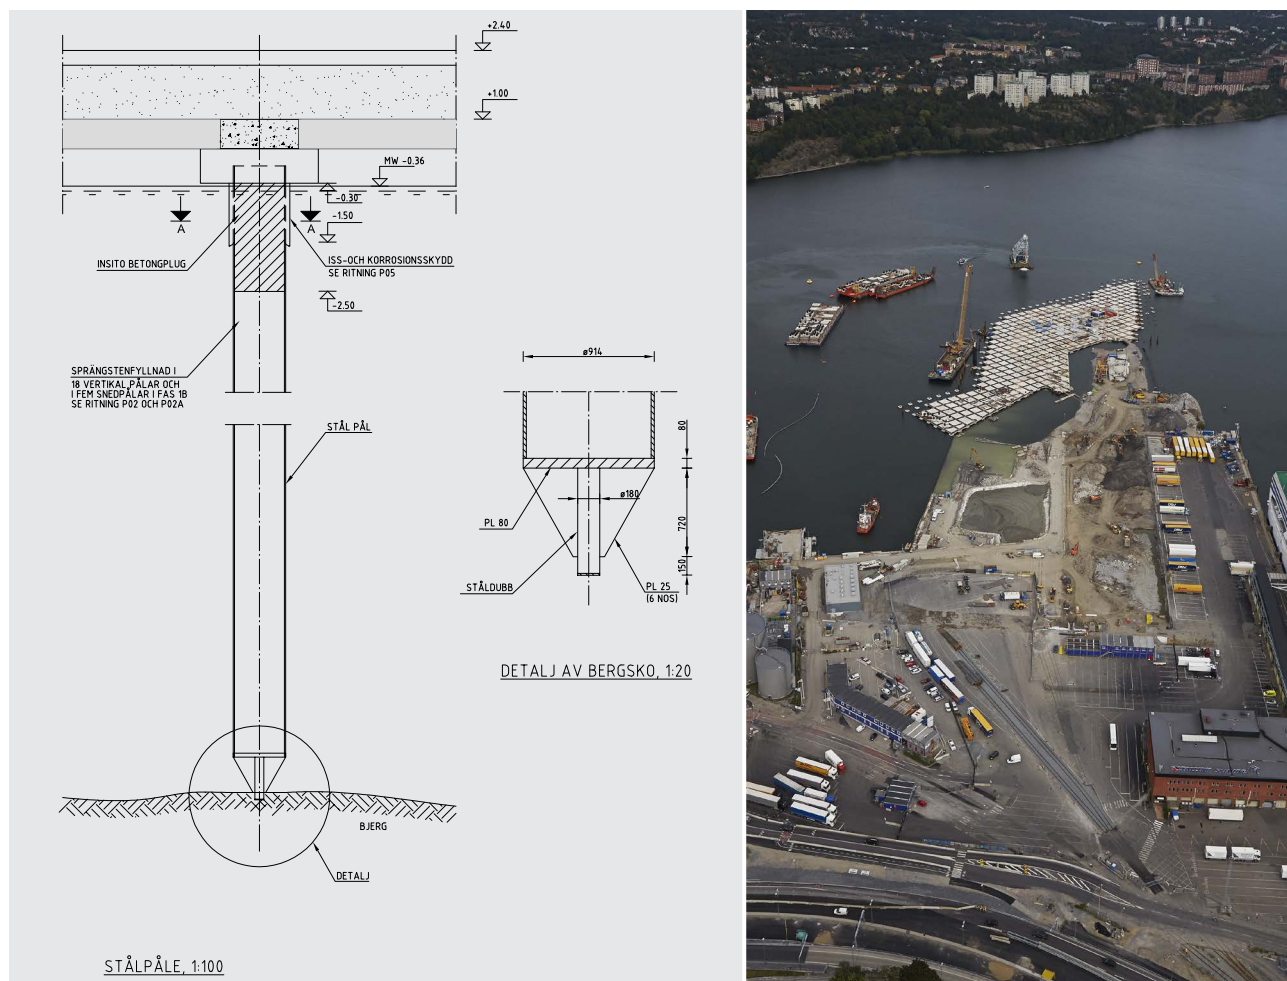 +2.40
+1.00
MW -0.36
-0.30
A
A
-1.50
INSITO BETONGPLUG
ISS-OCH KORROSIONSSKYDD
SE RITNING P05
-2.50
SPRÄNGSTENFYLLNAD I
18 VERTIKAL,PÅLAR OCH
I FEM SNEDPÅLAR I FAS 1B
SE RITNING P02 OCH P02A
STÅL PÅL
ø914
80
ø180
PL 80
720
150
STÅLDUBB
PL 25
(6 NOS)
DETALJ AV BERGSKO, 1:20
BJERG
DETALJ
STÅLPÅLE, 1:100